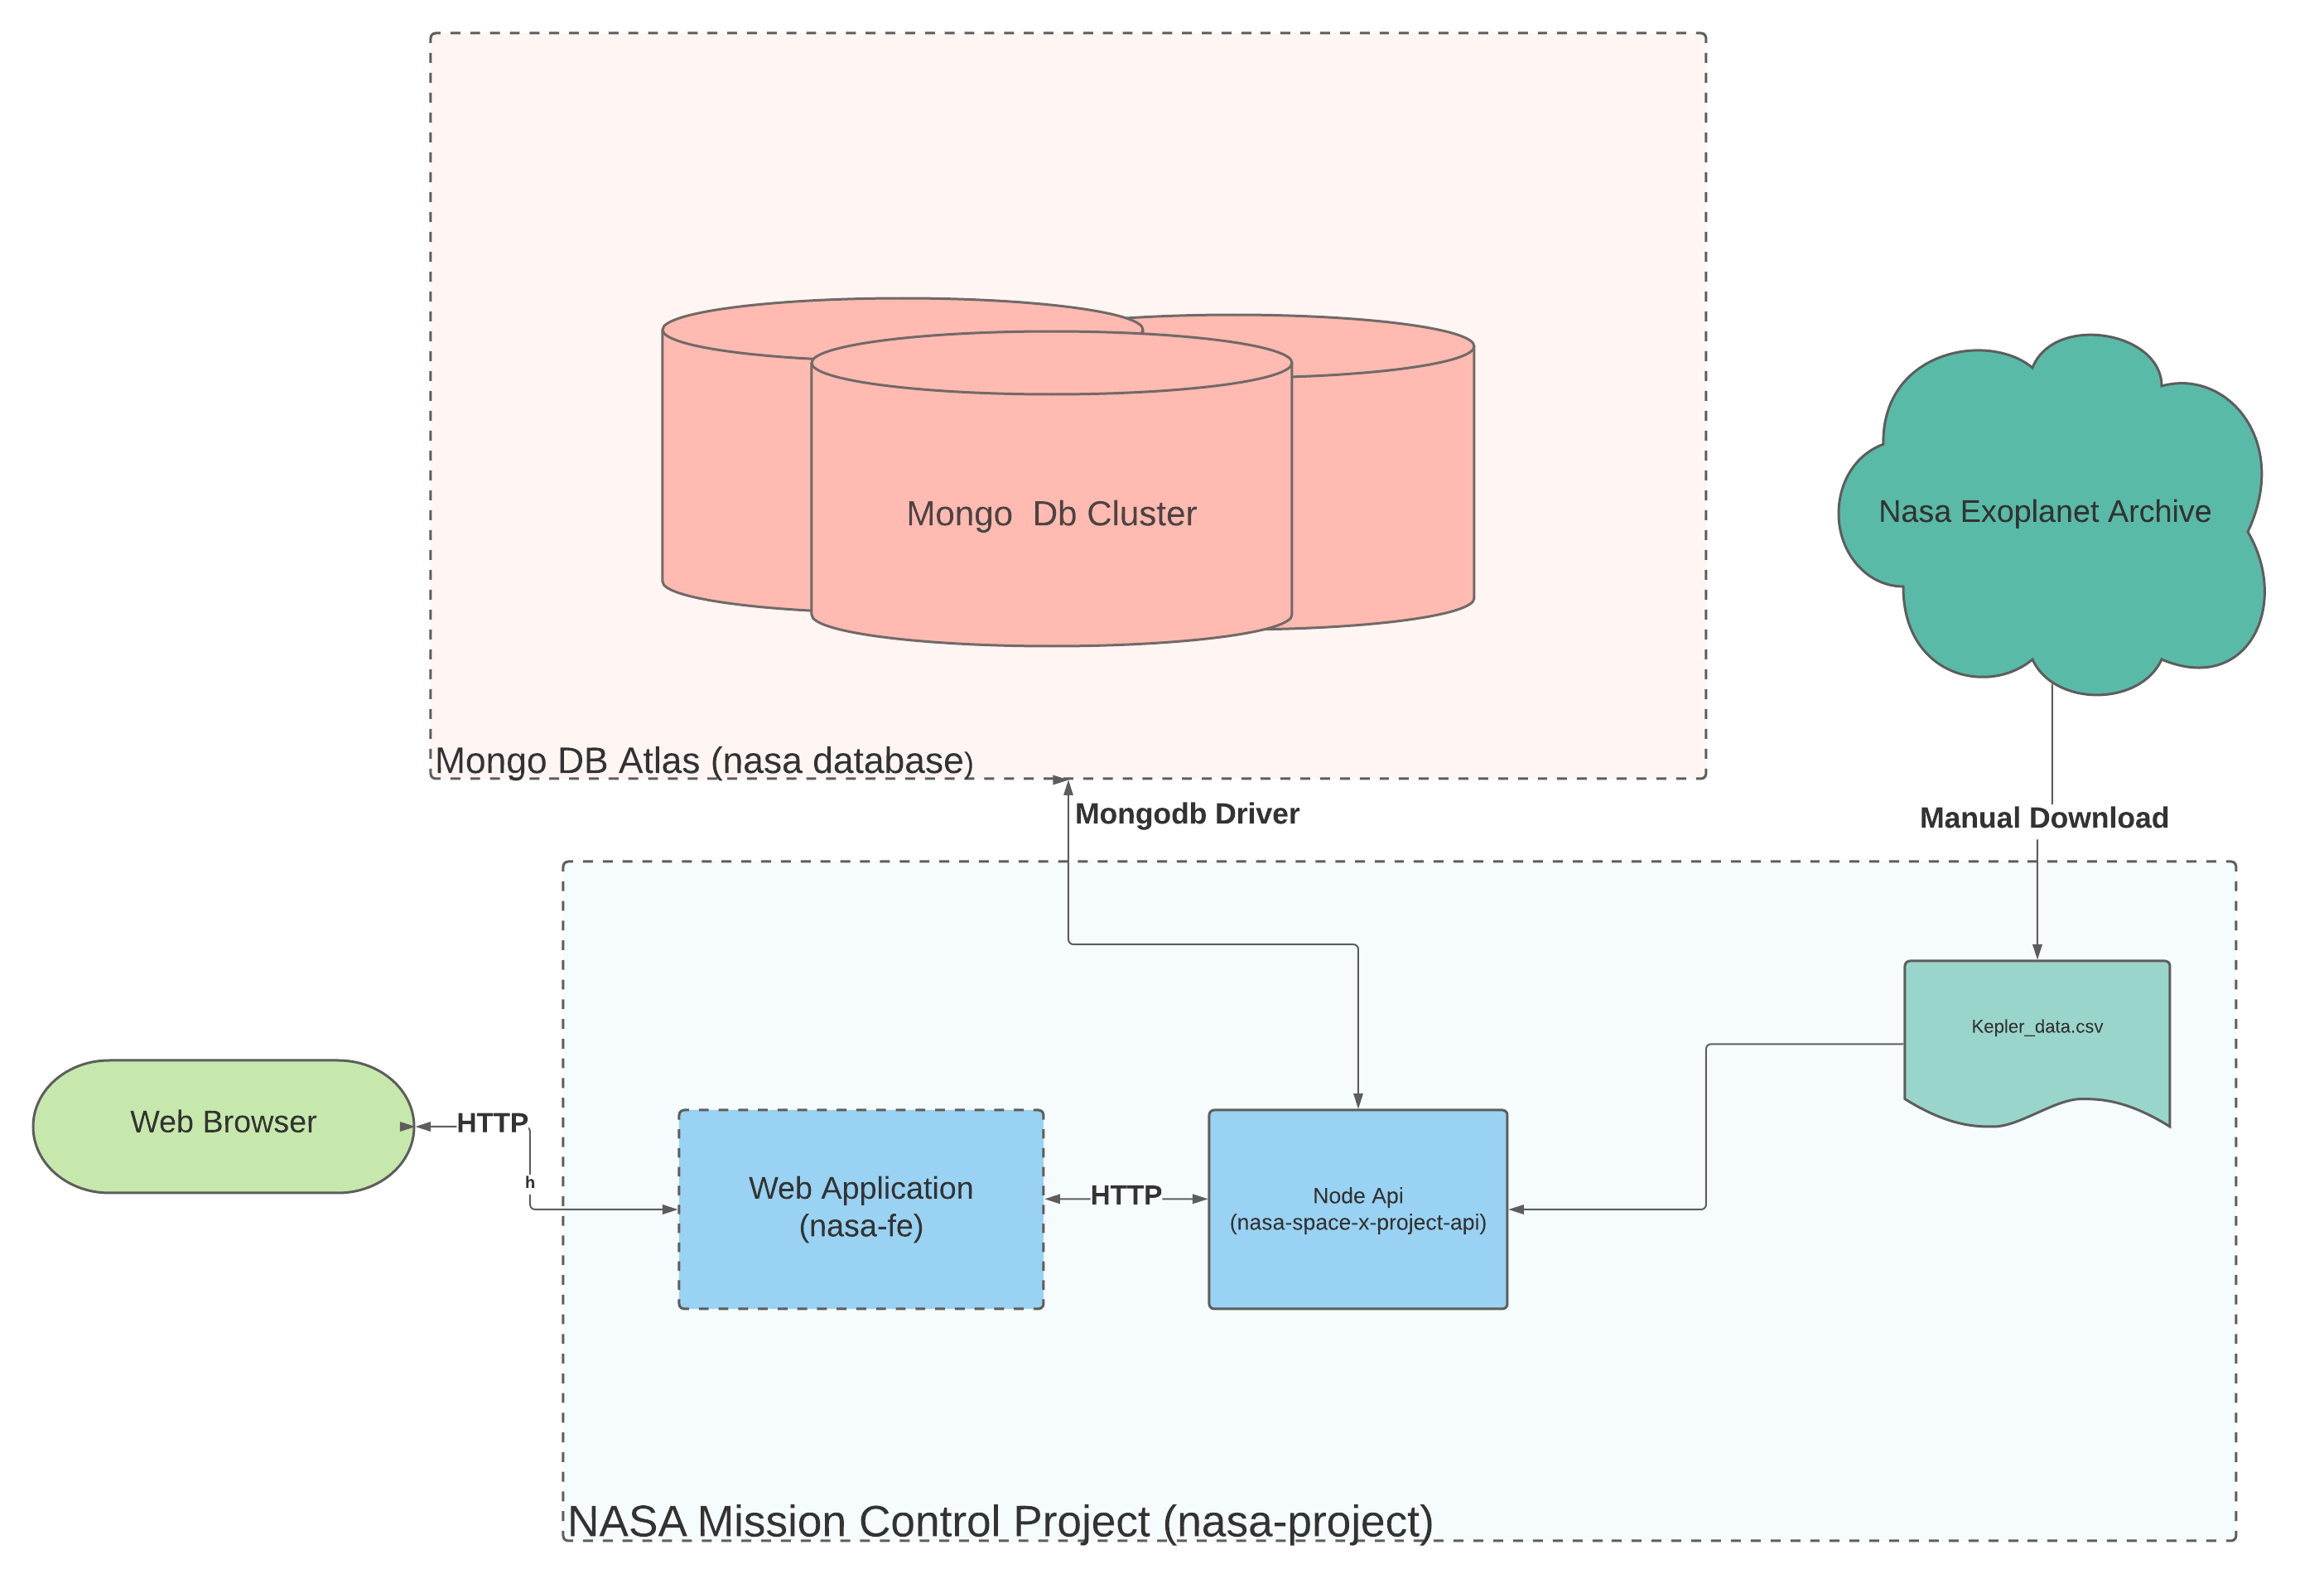 Mongo  Db Cluster
Nasa Exoplanet Archive
Mongo DB Atlas (nasa database)
Mongodb Driver
Manual Download
Kepler_data.csv
Web Browser
HTTP
h
Web Application
(nasa-fe)
HTTP
Node Api
(nasa-space-x-project-api)
NASA Mission Control Project (nasa-project)